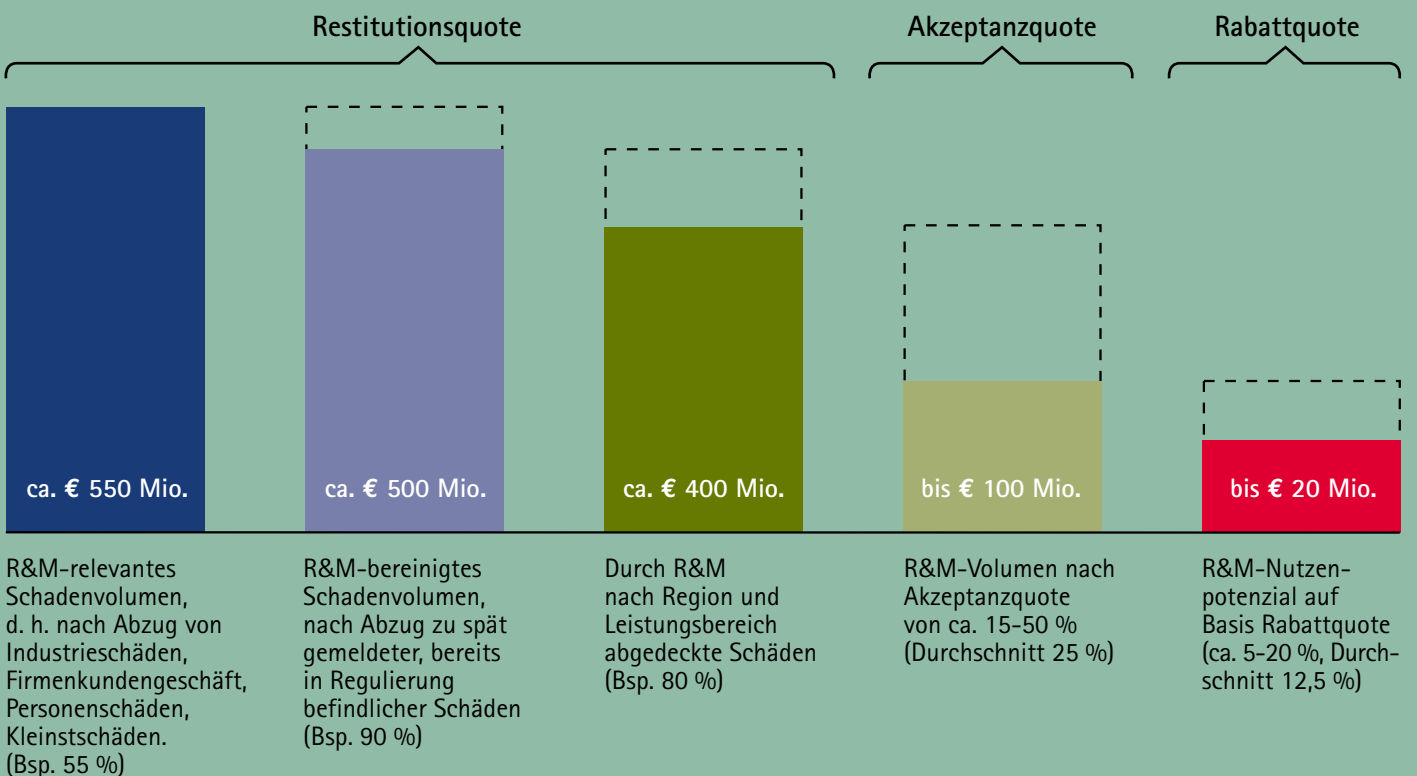 Restitutionsquote
Akzeptanzquote
Rabattquote
ca. € 550 Mio.
ca. € 500 Mio.
ca. € 400 Mio.
bis € 100 Mio.
bis € 20 Mio.
R&M-relevantes
Schadenvolumen,
d. h. nach Abzug von
Industrieschäden,
Firmenkundengeschäft,
Personenschäden,
Kleinstschäden.
(Bsp. 55 %)
R&M-bereinigtes
Schadenvolumen,
nach Abzug zu spät
gemeldeter, bereits
in Regulierung
befindlicher Schäden
(Bsp. 90 %)
Durch R&M
nach Region und
Leistungsbereich
abgedeckte Schäden
(Bsp. 80 %)
R&M-Volumen nach
Akzeptanzquote
von ca. 15-50 %
(Durchschnitt 25 %)
R&M-Nutzen-
potenzial auf
Basis Rabattquote
(ca. 5-20 %, Durch-
schnitt 12,5 %)